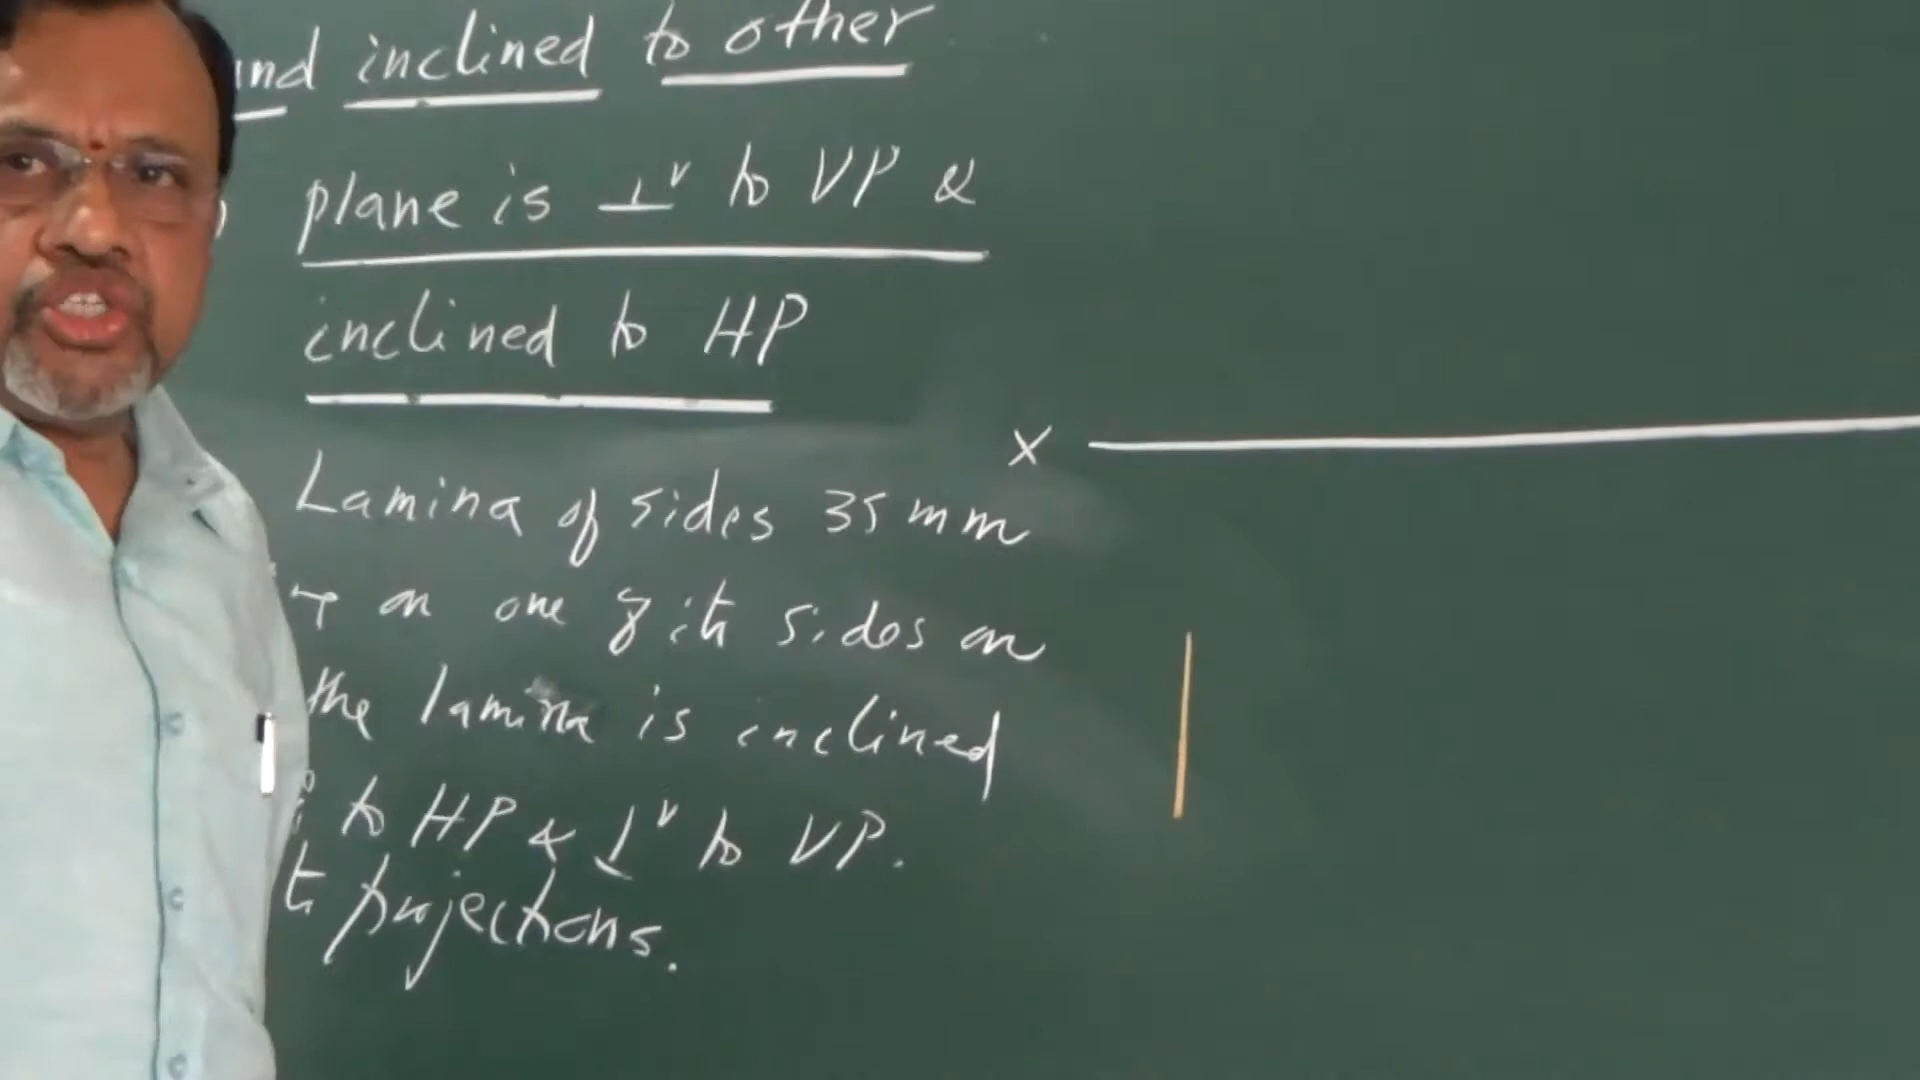 and inclined to other
plane is ⊥r to VP &
inclined to HP
X
Lamina of sides 35 mm
on one of its sides on
the lamina is inclined
to HP & ⊥r to VP.
projections.